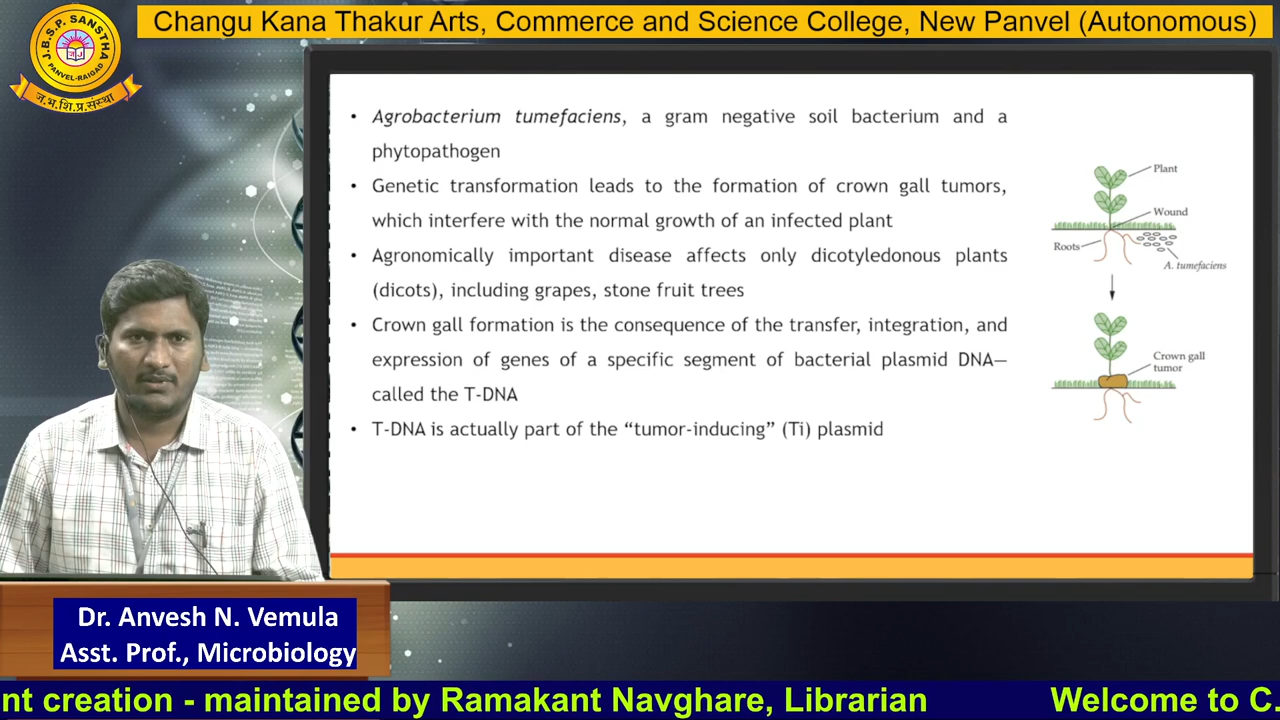 Changu Kana Thakur Arts, Commerce and Science College, New Panvel (Autonomous)
J.B.S.P. SANSTHA
PANVEL-RAIGAD
ज.भ.शि.प्र.संस्था
• Agrobacterium tumefaciens, a gram negative soil bacterium and a
phytopathogen
• Genetic transformation leads to the formation of crown gall tumors,
which interfere with the normal growth of an infected plant
• Agronomically important disease affects only dicotyledonous plants
(dicots), including grapes, stone fruit trees
• Crown gall formation is the consequence of the transfer, integration, and
expression of genes of a specific segment of bacterial plasmid DNA—
called the T-DNA
• T-DNA is actually part of the “tumor-inducing” (Ti) plasmid
Plant
Wound
Roots
A. tumefaciens
Crown gall
tumor
Dr. Anvesh N. Vemula
Asst. Prof., Microbiology
nt creation - maintained by Ramakant Navghare, Librarian
Welcome to C.